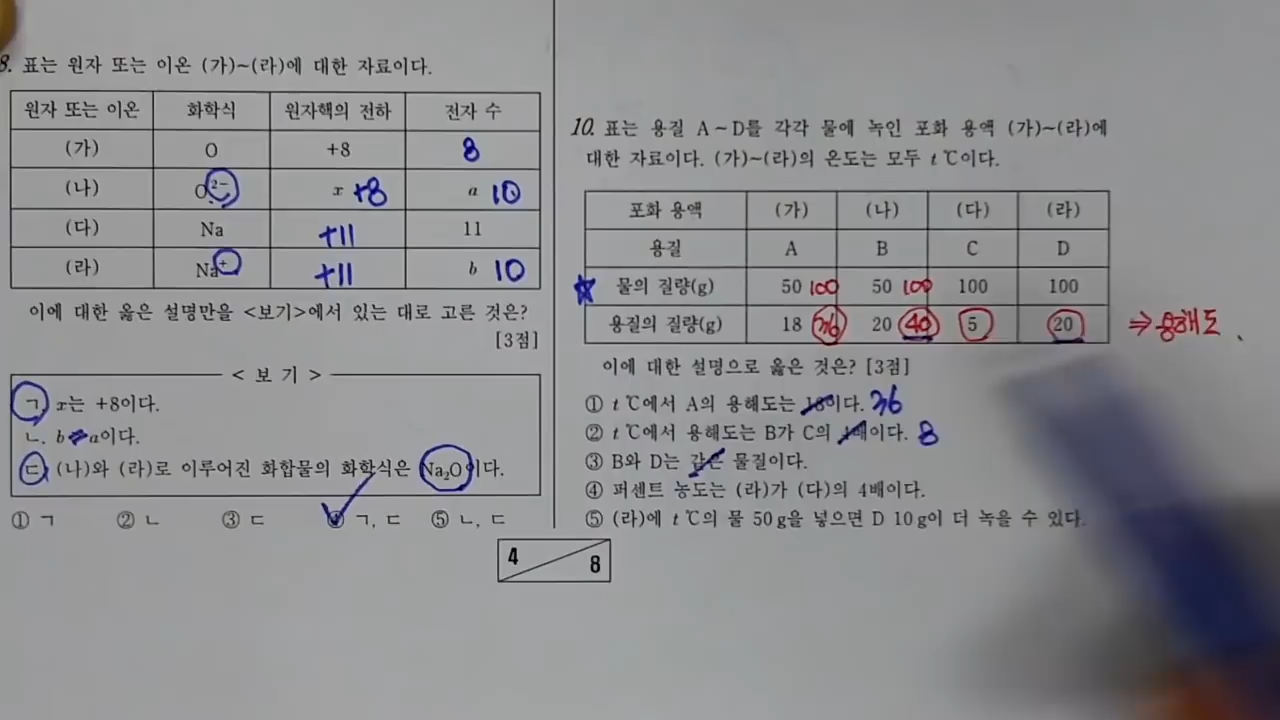 8. 표는 원자 또는 이온 (가)~(라)에 대한 자료이다.
원자 또는 이온 화학식 원자핵의 전하 전자 수
(가) O +8 8
(나) O²⁻ x +8 a 10
(다) Na +11 11
(라) Na⁺ +11 b 10
이에 대한 옳은 설명만을 <보기>에서 있는 대로 고른 것은?
[3점]
< 보 기 >
ㄱ x는 +8이다.
ㄴ. b a이다.
ㄷ (나)와 (라)로 이루어진 화합물의 화학식은 Na₂O이다.
① ㄱ ② ㄴ ③ ㄷ ㄱ, ㄷ ⑤ ㄴ, ㄷ
4 8
10. 표는 용질 A~D를 각각 물에 녹인 포화 용액 (가)~(라)에
대한 자료이다. (가)~(라)의 온도는 모두 t ℃이다.
포화 용액 (가) (나) (다) (라)
용질 A B C D
물의 질량(g) 50 100 50 100 100 100
용질의 질량(g) 18 36 20 40 5 20 ⇒ 용해도
이에 대한 설명으로 옳은 것은? [3점]
① t ℃에서 A의 용해도는 18이다. 36
② t ℃에서 용해도는 B가 C의 4배이다. 8
③ B와 D는 같은 물질이다.
④ 퍼센트 농도는 (라)가 (다)의 4배이다.
⑤ (라)에 t ℃의 물 50 g을 넣으면 D 10 g이 더 녹을 수 있다.